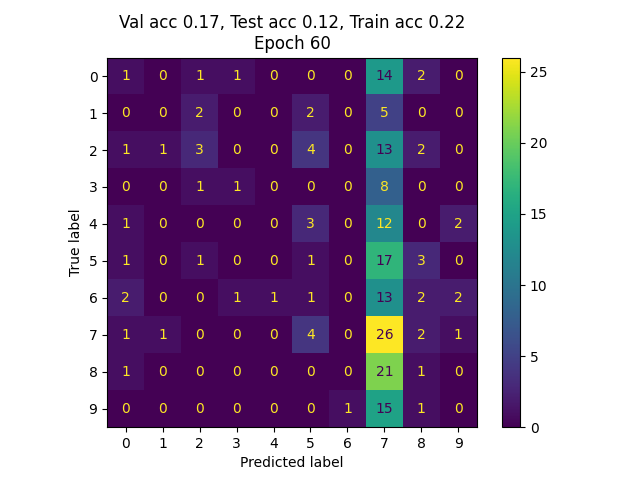 Val acc 0.17, Test acc 0.12, Train acc 0.22
Epoch 60
0 1 0 1 1 0 0 0 14 2 0
1 0 0 2 0 0 2 0 5 0 0
2 1 1 3 0 0 4 0 13 2 0
3 0 0 1 1 0 0 0 8 0 0
4 1 0 0 0 0 3 0 12 0 2
5 1 0 1 0 0 1 0 17 3 0
6 2 0 0 1 1 1 0 13 2 2
7 1 1 0 0 0 4 0 26 2 1
8 1 0 0 0 0 0 0 21 1 0
9 0 0 0 0 0 0 1 15 1 0
0 1 2 3 4 5 6 7 8 9
Predicted label
True label
25
20
15
10
5
0